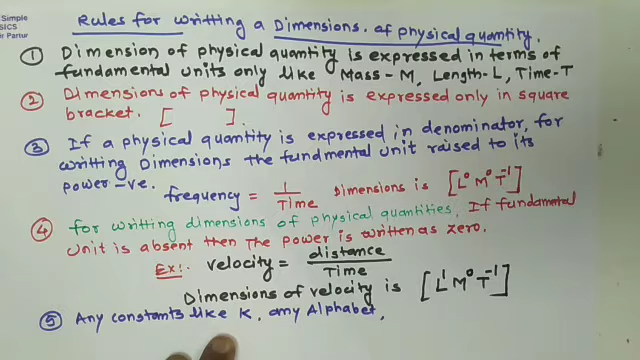 Simple
SICS
ir Partur
Rules for writting a Dimensions. of physical quantity.
① Dimension of physical quantity is expressed in terms of
fundamental units only like Mass-M, Length-L, Time-T
② Dimensions of physical quantity is expressed only in square
bracket. [ ].
③ If a physical quantity is expressed in denominator, for
writting Dimensions the fundmental unit raised to its
power -ve.
frequency = 1/Time Dimensions is [L⁰ M⁰ T⁻¹]
④ for writting dimensions of physical quantities, If fundamental
Unit is absent then the power is written as zero.
Ex:- velocity = distance/Time
Dimensions of velocity is [L¹ M⁰ T⁻¹]
⑤ Any constants like K, any Alphabet,